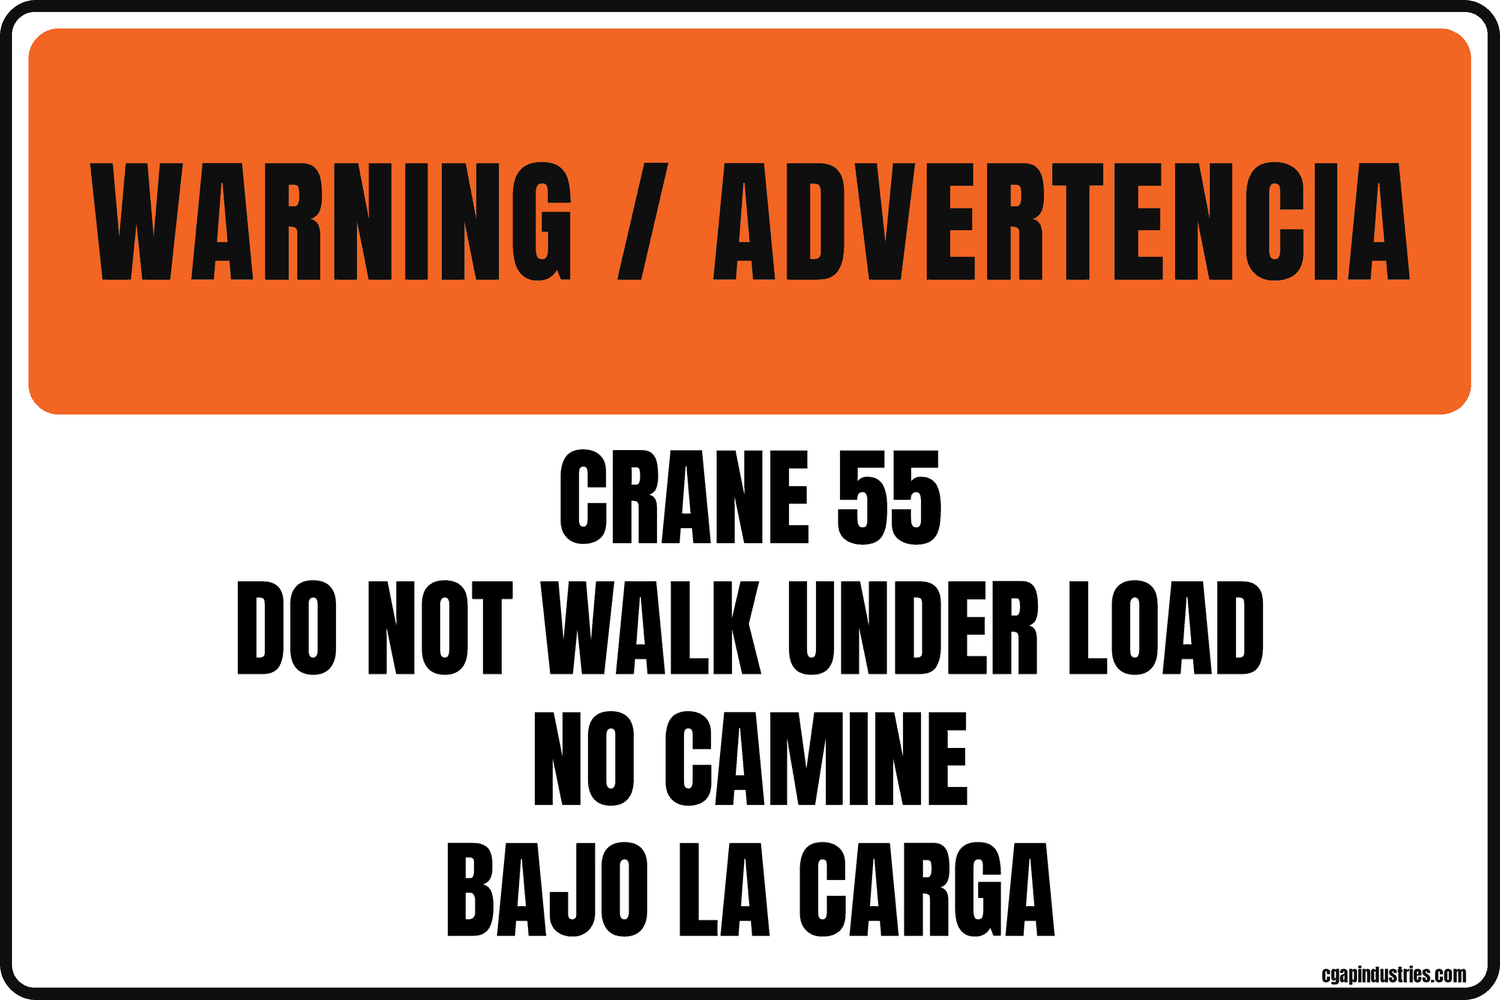 WARNING / ADVERTENCIA
CRANE 55
DO NOT WALK UNDER LOAD
NO CAMINE
BAJO LA CARGA
cgapindustries.com